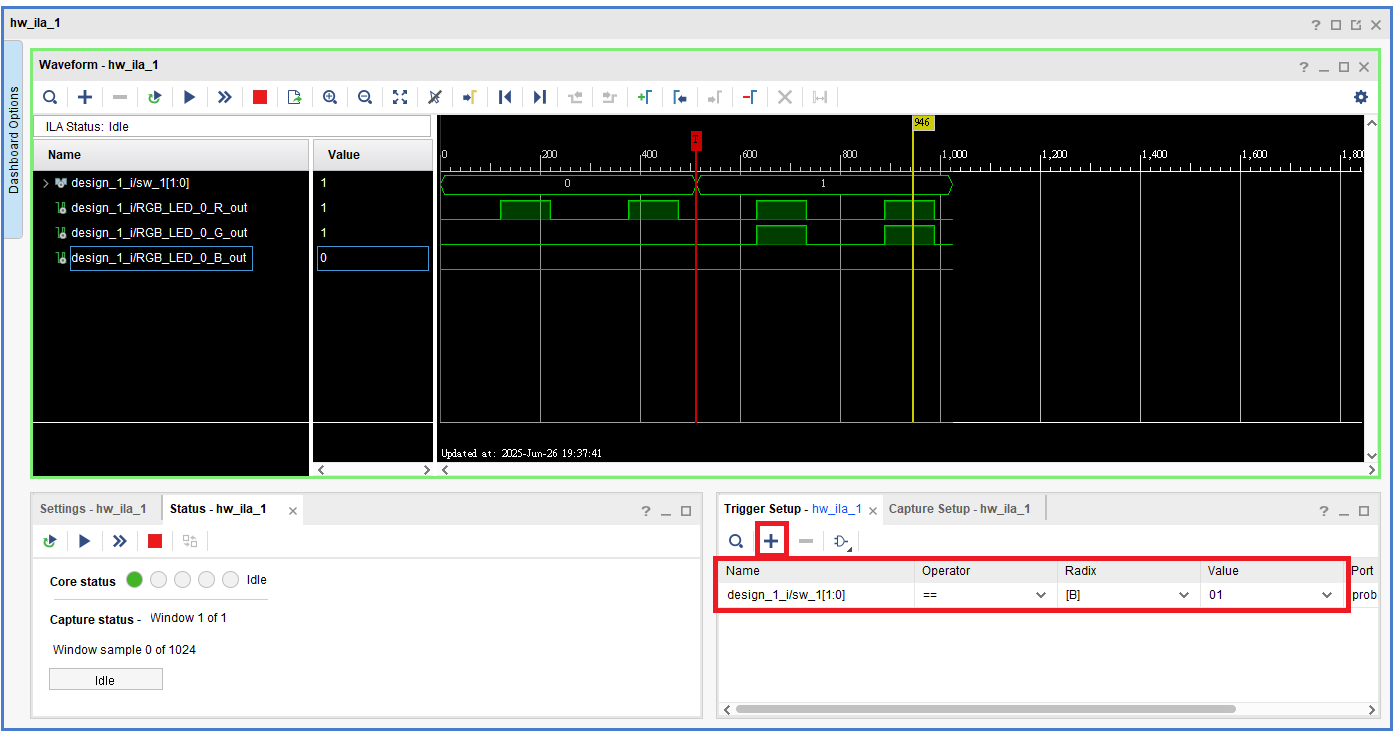 hw_ila_1
Dashboard Options
Waveform - hw_ila_1
ILA Status: Idle
Name Value
design_1_i/sw_1[1:0] 1
design_1_i/RGB_LED_0_R_out 1
design_1_i/RGB_LED_0_G_out 1
design_1_i/RGB_LED_0_B_out 0
946
T
0 200 400 600 800 1,000 1,200 1,400 1,600 1,800
0 1
Updated at: 2025-Jun-26 19:37:41
Settings - hw_ila_1 Status - hw_ila_1
Core status Idle
Capture status - Window 1 of 1
Window sample 0 of 1024
Idle
Trigger Setup - hw_ila_1 Capture Setup - hw_ila_1
Name Operator Radix Value Port
design_1_i/sw_1[1:0] == [B] 01 prob